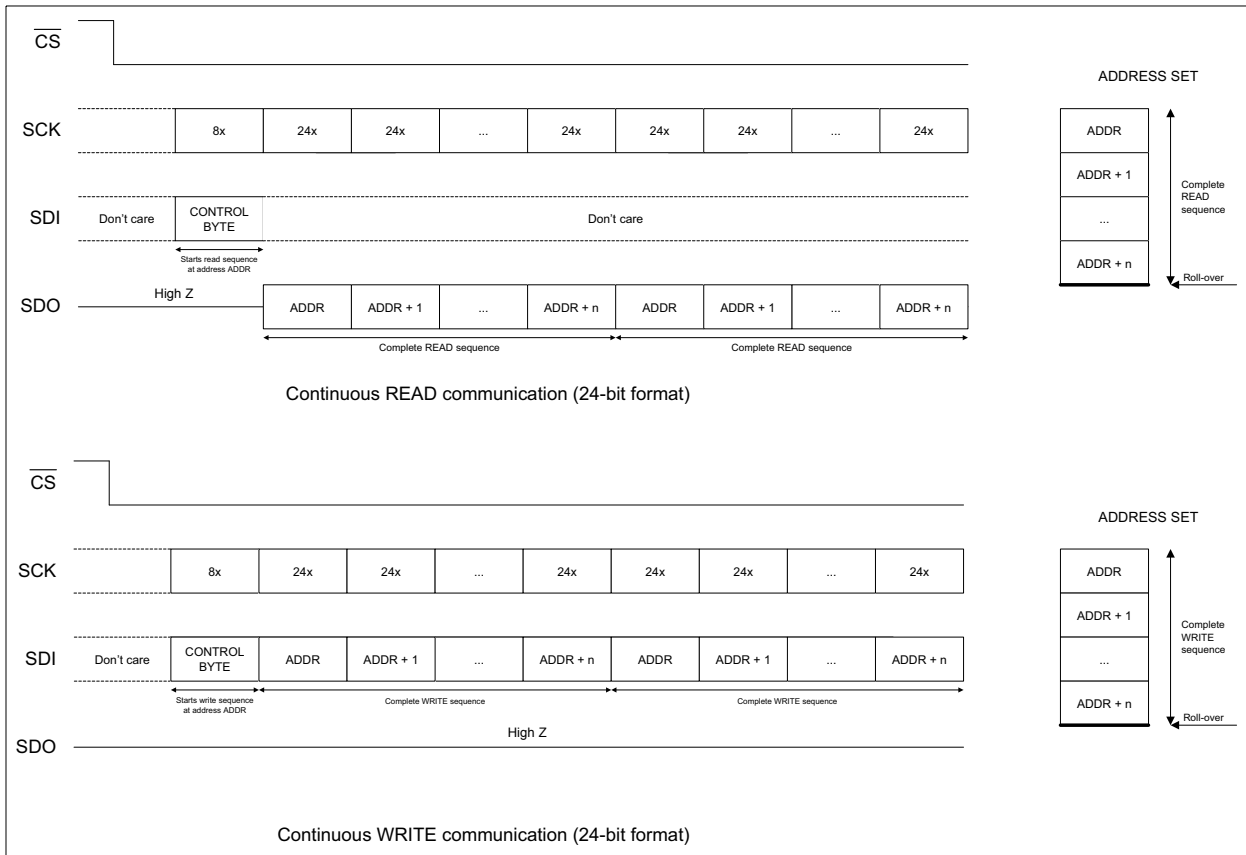 CS
ADDRESS SET
SCK 8x 24x 24x ... 24x 24x 24x ... 24x
ADDR
ADDR + 1
...
ADDR + n
Complete
READ
sequence
Roll-over
SDI Don't care CONTROL BYTE Don't care
Starts read sequence
at address ADDR
SDO High Z ADDR ADDR + 1 ... ADDR + n ADDR ADDR + 1 ... ADDR + n
Complete READ sequence Complete READ sequence
Continuous READ communication (24-bit format)
CS
ADDRESS SET
SCK 8x 24x 24x ... 24x 24x 24x ... 24x
ADDR
ADDR + 1
...
ADDR + n
Complete
WRITE
sequence
Roll-over
SDI Don't care CONTROL BYTE ADDR ADDR + 1 ... ADDR + n ADDR ADDR + 1 ... ADDR + n
Starts write sequence
at address ADDR
Complete WRITE sequence Complete WRITE sequence
SDO High Z
Continuous WRITE communication (24-bit format)